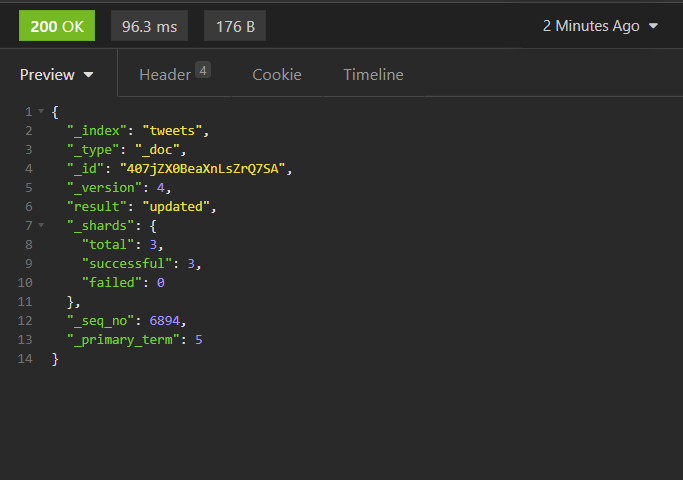 200 OK 96.3 ms 176 B 2 Minutes Ago
Preview Header 4 Cookie Timeline
1 {
2 "_index": "tweets",
3 "_type": "_doc",
4 "_id": "407jZX0BeaXnLsZrQ7SA",
5 "_version": 4,
6 "result": "updated",
7 "_shards": {
8 "total": 3,
9 "successful": 3,
10 "failed": 0
11 },
12 "_seq_no": 6894,
13 "_primary_term": 5
14 }